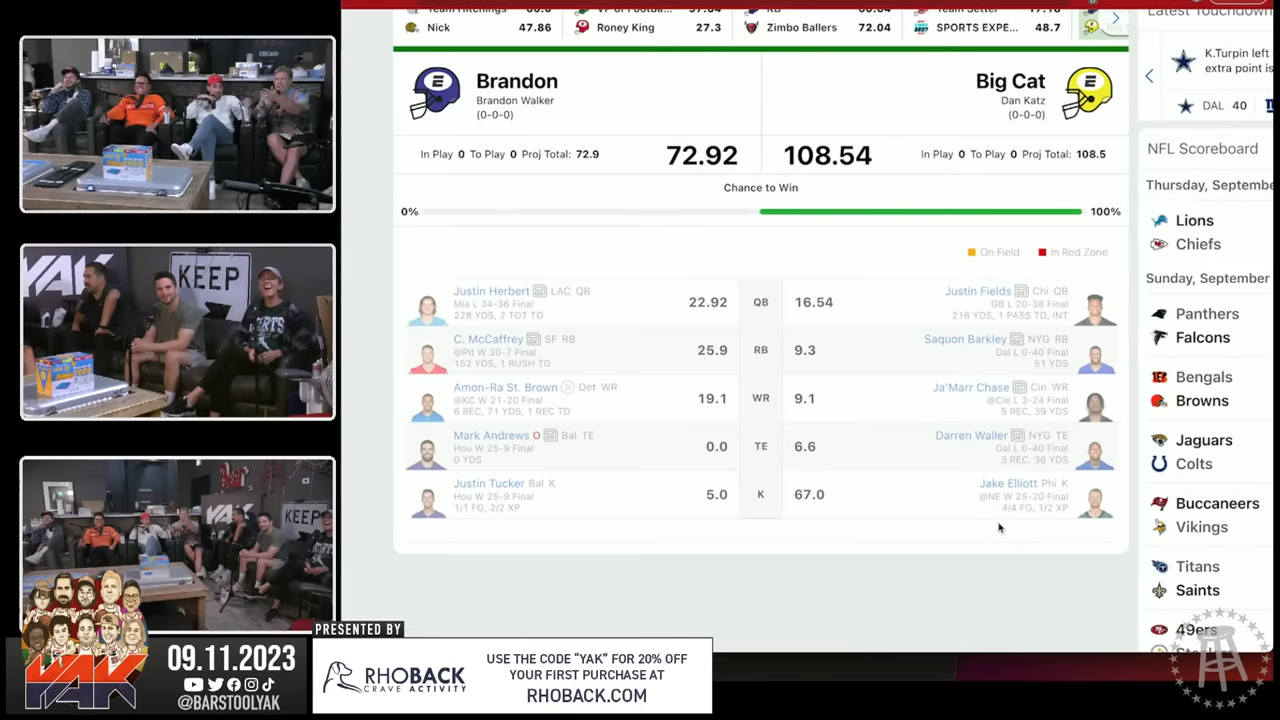 Nick 47.86
Roney King 27.3
Zimbo Ballers 72.04
SPORTS EXPE... 48.7
Latest Touchdown
K.Turpin left
extra point is
DAL 40
Brandon
Brandon Walker
(0-0-0)
Big Cat
Dan Katz
(0-0-0)
In Play 0 To Play 0 Proj Total: 72.9
72.92
108.54
In Play 0 To Play 0 Proj Total: 108.5
Chance to Win
0%
100%
On Field
In Red Zone
Justin Herbert LAC QB
Mia L 34-36 Final
228 YDS, 2 TOT TD
22.92
QB
16.54
Justin Fields Chi QB
GB L 20-38 Final
216 YDS, 1 PASS TD, INT
C. McCaffrey SF RB
@Pit W 30-7 Final
152 YDS, 1 RUSH TD
25.9
RB
9.3
Saquon Barkley NYG RB
Dal L 0-40 Final
51 YDS
Amon-Ra St. Brown Det WR
@KC W 21-20 Final
6 REC, 71 YDS, 1 REC TD
19.1
WR
9.1
Ja'Marr Chase Cin WR
@Cle L 3-24 Final
5 REC, 39 YDS
Mark Andrews O Bal TE
Hou W 25-9 Final
0 YDS
0.0
TE
6.6
Darren Waller NYG TE
Dal L 0-40 Final
3 REC, 36 YDS
Justin Tucker Bal K
Hou W 25-9 Final
1/1 FG, 2/2 XP
5.0
K
67.0
Jake Elliott Phi K
@NE W 25-20 Final
4/4 FG, 1/2 XP
NFL Scoreboard
Thursday, Septembe
Lions
Chiefs
Sunday, September
Panthers
Falcons
Bengals
Browns
Jaguars
Colts
Buccaneers
Vikings
Titans
Saints
49ers
YAK
KEEP
KEEP
YAK
09.11.2023
@BARSTOOLYAK
PRESENTED BY
RHOBACK
CRAVE ACTIVITY
USE THE CODE "YAK" FOR 20% OFF
YOUR FIRST PURCHASE AT
RHOBACK.COM